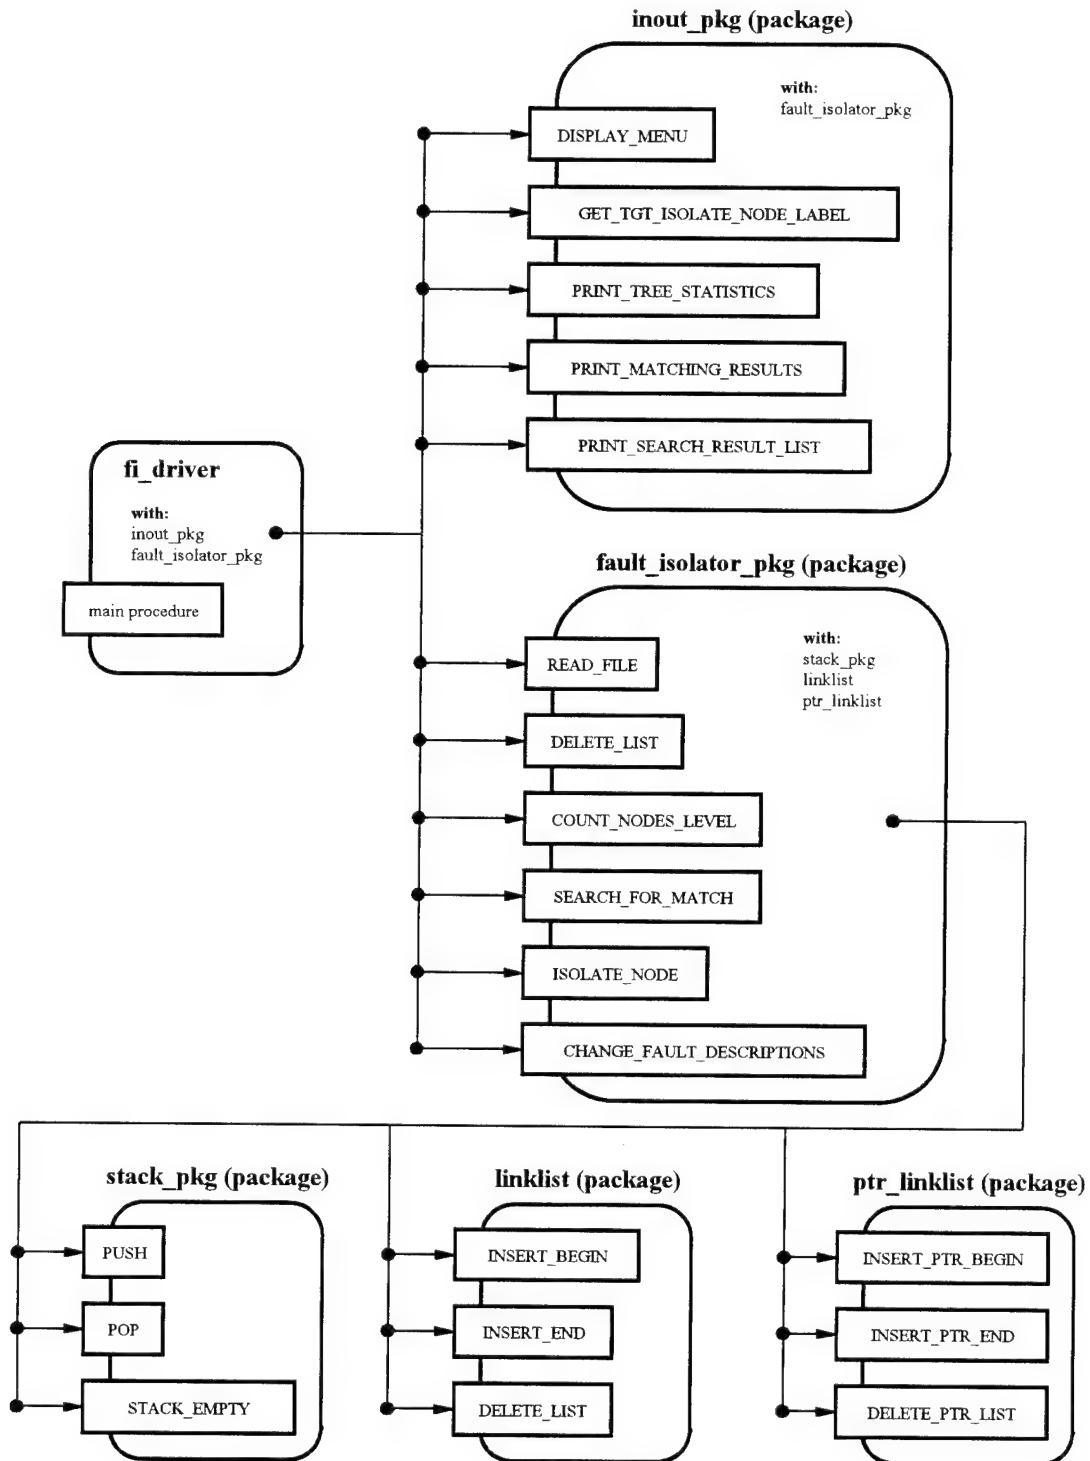 inout_pkg (package)
with:
fault_isolator_pkg
DISPLAY_MENU
GET_TGT_ISOLATE_NODE_LABEL
PRINT_TREE_STATISTICS
PRINT_MATCHING_RESULTS
PRINT_SEARCH_RESULT_LIST
fi_driver
with:
inout_pkg
fault_isolator_pkg
main procedure
fault_isolator_pkg (package)
with:
stack_pkg
linklist
ptr_linklist
READ_FILE
DELETE_LIST
COUNT_NODES_LEVEL
SEARCH_FOR_MATCH
ISOLATE_NODE
CHANGE_FAULT_DESCRIPTIONS
stack_pkg (package)
PUSH
POP
STACK_EMPTY
linklist (package)
INSERT_BEGIN
INSERT_END
DELETE_LIST
ptr_linklist (package)
INSERT_PTR_BEGIN
INSERT_PTR_END
DELETE_PTR_LIST